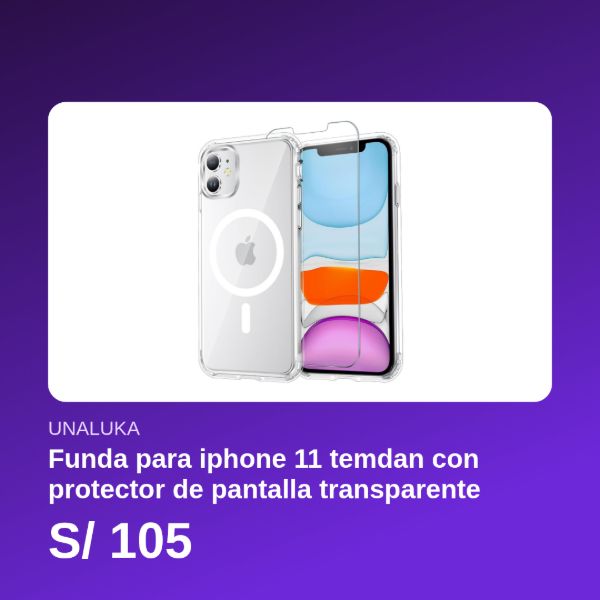 UNALUKA
Funda para iphone 11 temdan con
protector de pantalla transparente
S/ 105